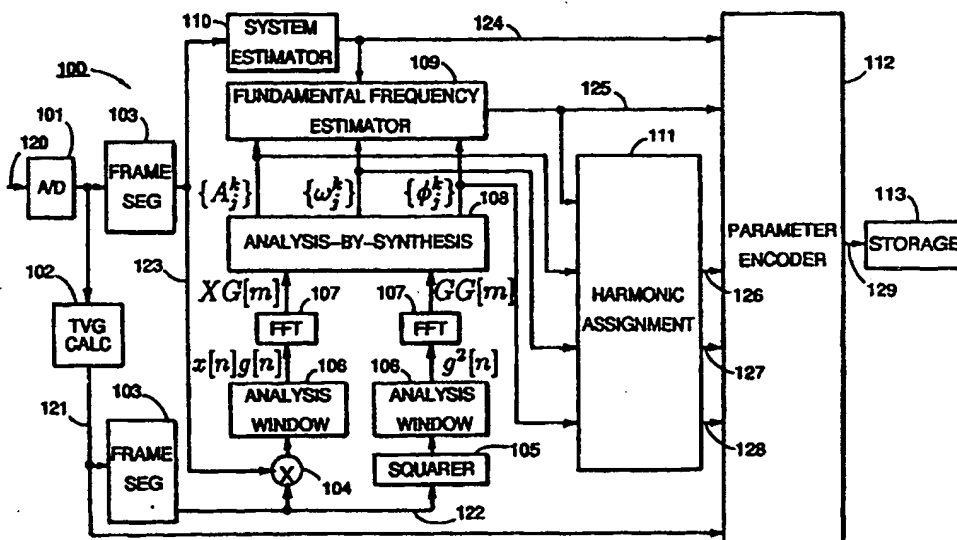 110
SYSTEM
ESTIMATOR
124
100
109
112
101
103
FUNDAMENTAL FREQUENCY
ESTIMATOR
125
120
111
A/D
FRAME
SEG
{A_j^k}
{ω_j^k}
{ϕ_j^k}
108
113
ANALYSIS-BY-SYNTHESIS
PARAMETER
ENCODER
STORAGE
102
123
XG[m]
107
107
GG[m]
HARMONIC
ASSIGNMENT
126
129
TVG
CALC
FFT
FFT
x[n]g[n]
106
106
g²[n]
127
103
ANALYSIS
WINDOW
ANALYSIS
WINDOW
121
128
FRAME
SEG
X
104
SQUARER
105
122